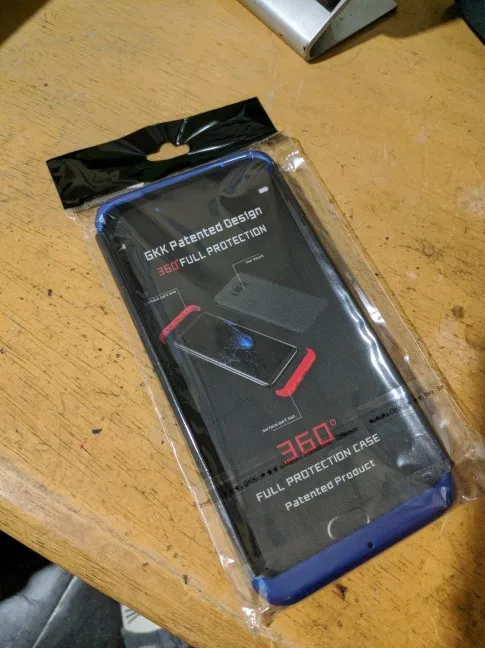 GKK Patented Design
360°FULL PROTECTION
360°
FULL PROTECTION CASE
Patented Product